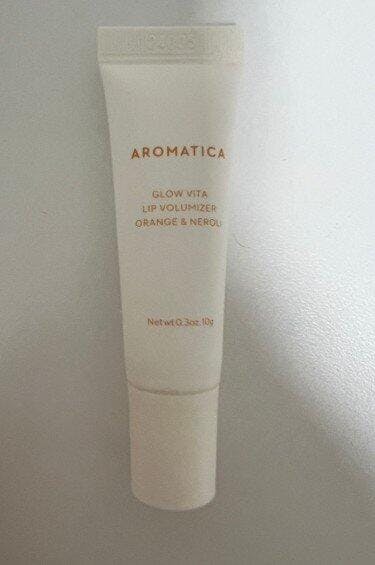 AROMATICA
GLOW VITA
LIP VOLUMIZER
ORANGE & NEROLI
Net wt 0.3oz. 10g